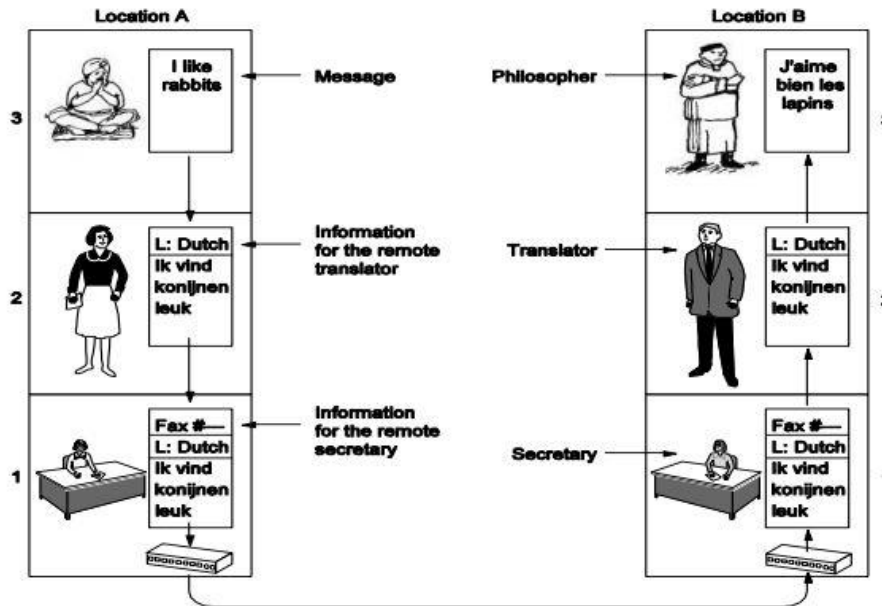 Location A
3
I like
rabbits
Message
2
L: Dutch
Ik vind
konijnen
leuk
Information
for the remote
translator
1
Fax #—
L: Dutch
Ik vind
konijnen
leuk
Information
for the remote
secretary
Location B
Philosopher
J'aime
bien les
lapins
Translator
L: Dutch
Ik vind
konijnen
leuk
Secretary
Fax #—
L: Dutch
Ik vind
konijnen
leuk